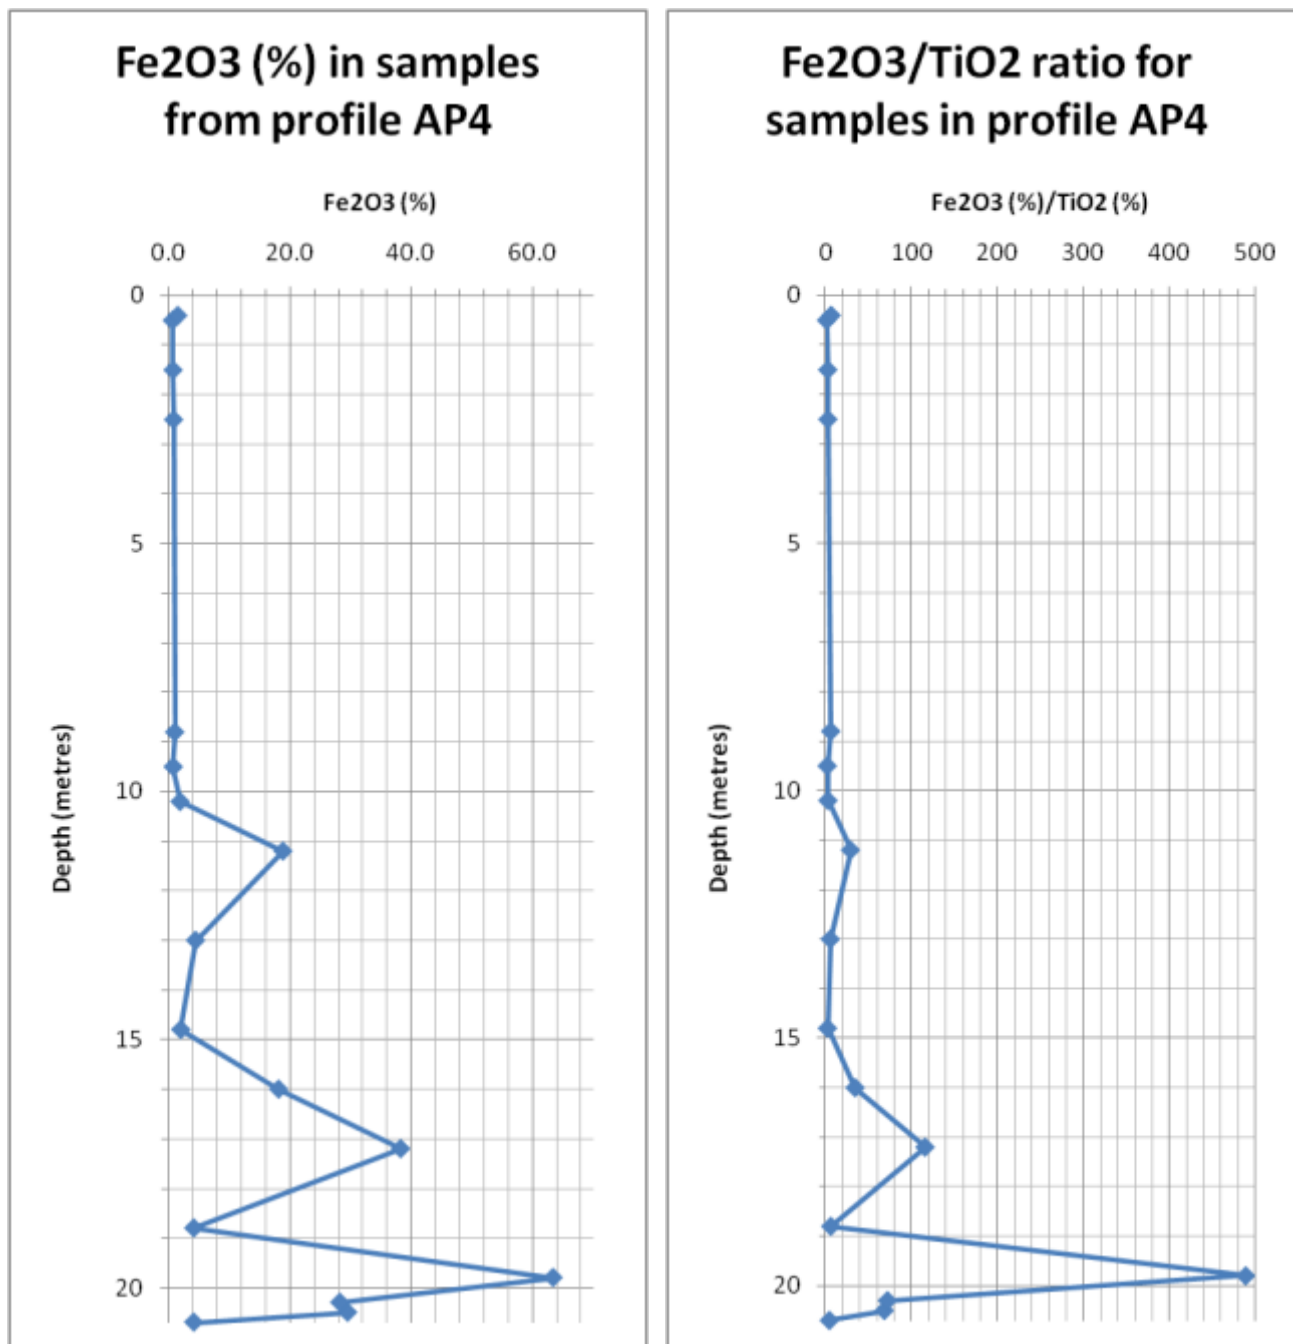 Fe2O3 (%) in samples
from profile AP4
Fe2O3 (%)
0.0 20.0 40.0 60.0
0
5
10
15
20
Depth (metres)
Fe2O3/TiO2 ratio for
samples in profile AP4
Fe2O3 (%)/TiO2 (%)
0 100 200 300 400 500
0
5
10
15
20
Depth (metres)